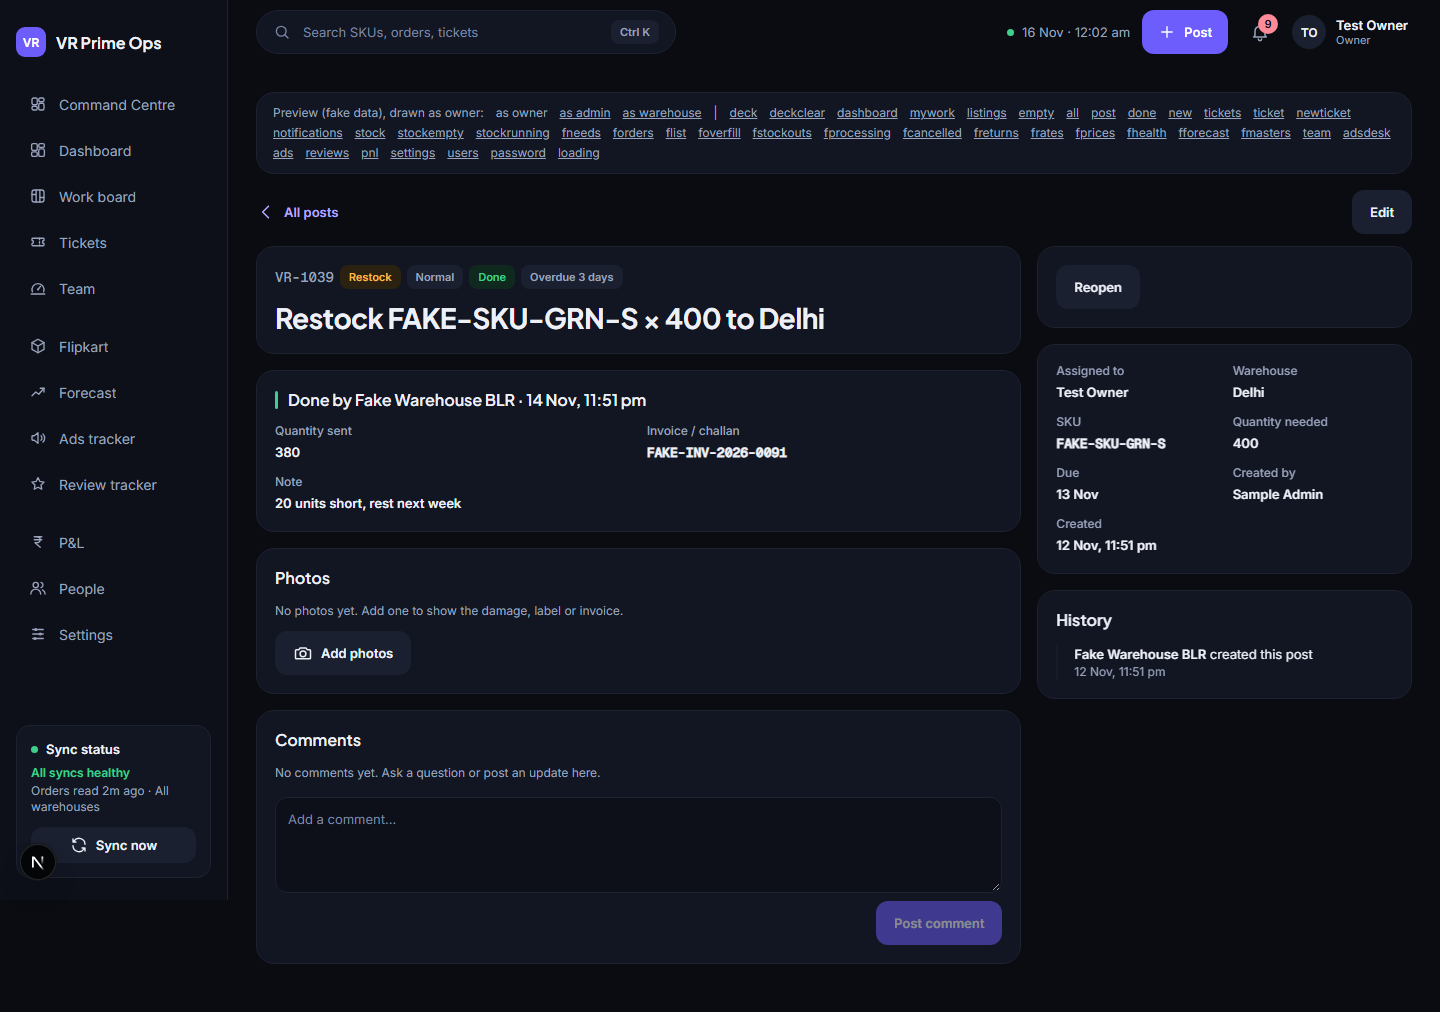 VR VR Prime Ops
Search SKUs, orders, tickets Ctrl K
16 Nov · 12:02 am
Post
9
TO Test Owner
Owner
Command Centre
Dashboard
Work board
Tickets
Team
Flipkart
Forecast
Ads tracker
Review tracker
P&L
People
Settings
Sync status
All syncs healthy
Orders read 2m ago · All
warehouses
Sync now
N
Preview (fake data), drawn as owner: as owner as admin as warehouse | deck deckclear dashboard mywork listings empty all post done new tickets ticket newticket
notifications stock stockempty stockrunning fneeds forders flist foverfill fstockouts fprocessing fcancelled freturns frates fprices fhealth fforecast fmasters team adsdesk
ads reviews pnl settings users password loading
All posts
Edit
VR-1039 Restock Normal Done Overdue 3 days
Restock FAKE-SKU-GRN-S × 400 to Delhi
Done by Fake Warehouse BLR · 14 Nov, 11:51 pm
Quantity sent Invoice / challan
380 FAKE-INV-2026-0091
Note
20 units short, rest next week
Photos
No photos yet. Add one to show the damage, label or invoice.
Add photos
Comments
No comments yet. Ask a question or post an update here.
Add a comment...
Post comment
Reopen
Assigned to Warehouse
Test Owner Delhi
SKU Quantity needed
FAKE-SKU-GRN-S 400
Due Created by
13 Nov Sample Admin
Created
12 Nov, 11:51 pm
History
Fake Warehouse BLR created this post
12 Nov, 11:51 pm